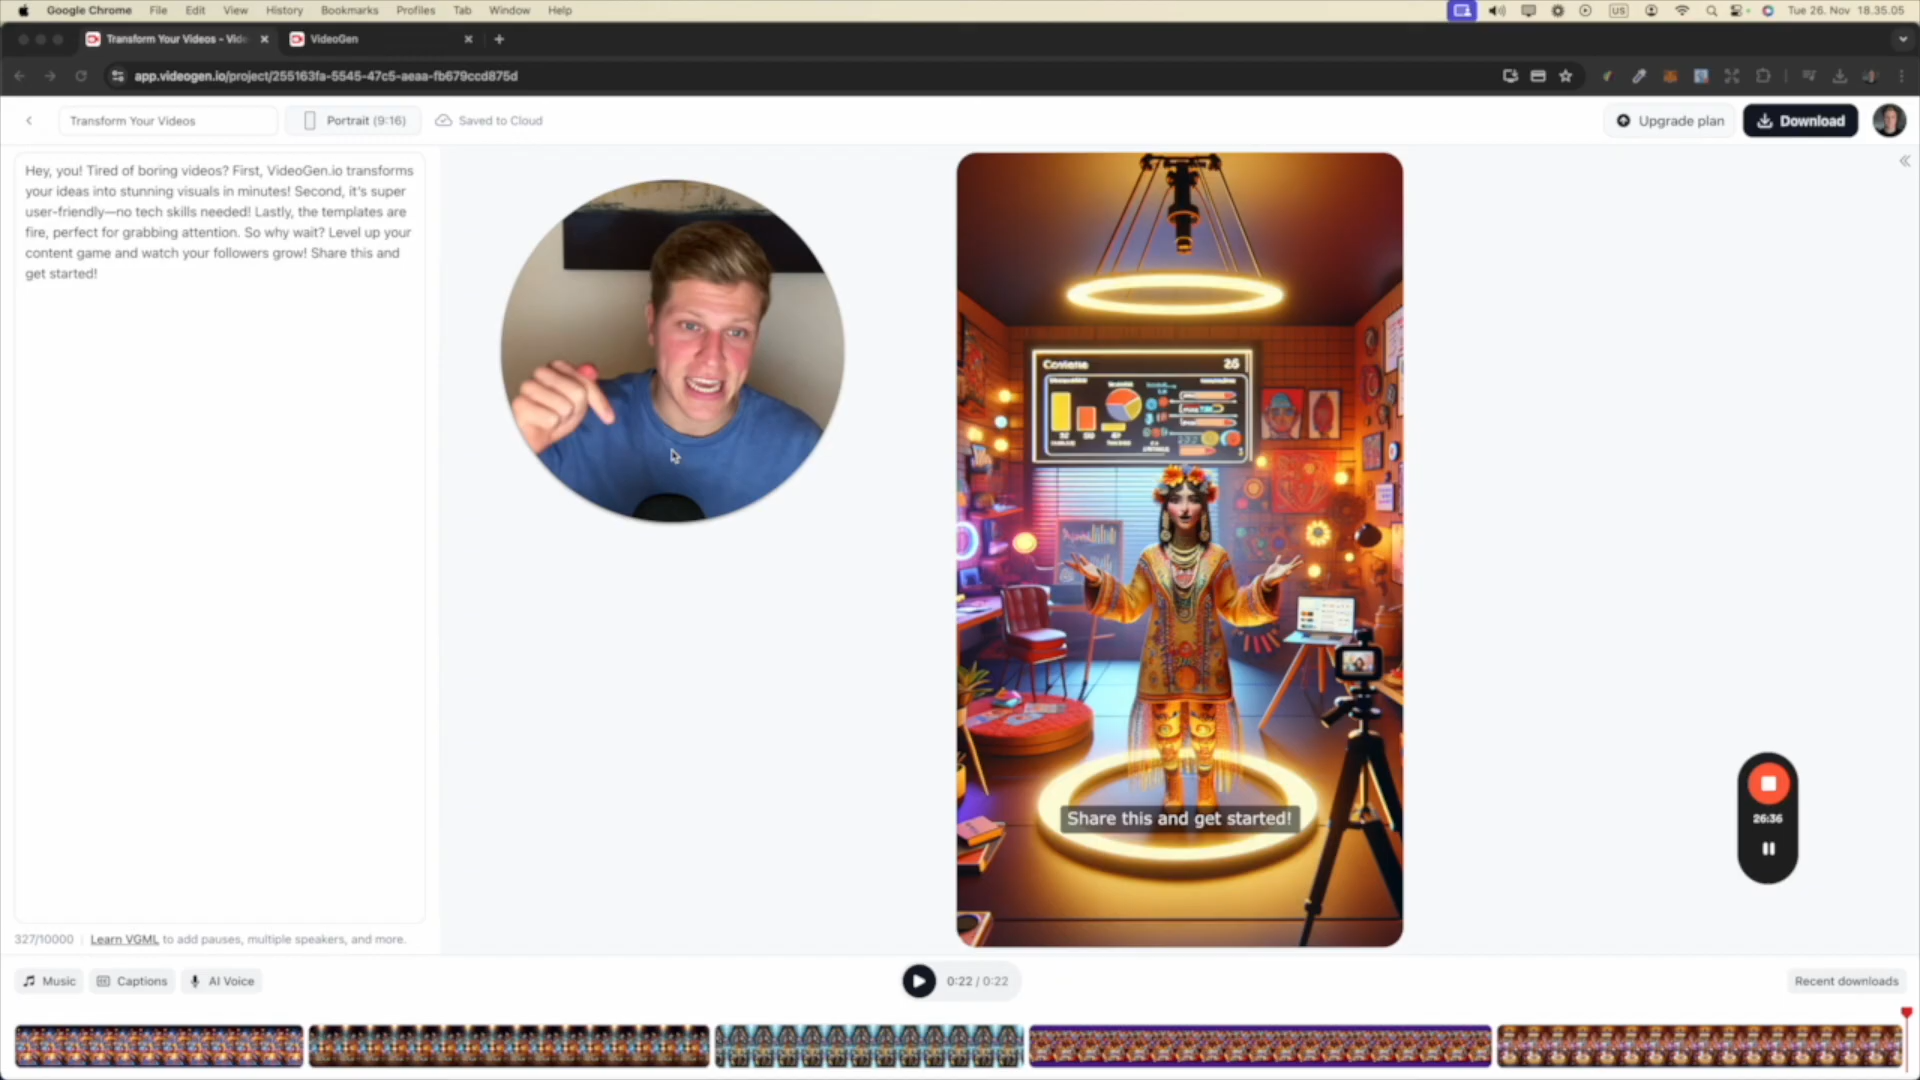 Google Chrome File Edit View History Bookmarks Profiles Tab Window Help US Tue 26. Nov 18.35.05
Transform Your Videos - Vide VideoGen
app.videogen.io/project/255163fa-5545-47c5-aeaa-fb679ccd875d
Transform Your Videos Portrait (9:16) Saved to Cloud Upgrade plan Download
Hey, you! Tired of boring videos? First, VideoGen.io transforms
your ideas into stunning visuals in minutes! Second, it's super
user-friendly—no tech skills needed! Lastly, the templates are
fire, perfect for grabbing attention. So why wait? Level up your
content game and watch your followers grow! Share this and
get started!
25
Share this and get started!
26:36
327/10000 Learn VGML to add pauses, multiple speakers, and more.
Music Captions AI Voice 0:22 / 0:22 Recent downloads